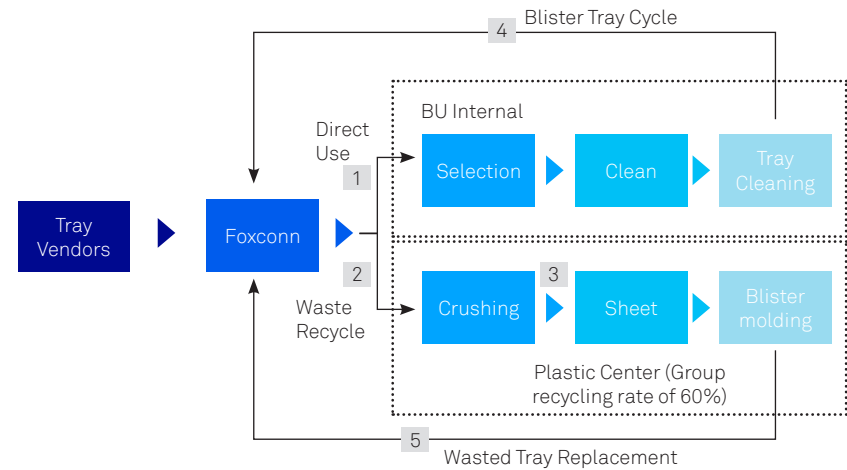 Blister Tray Cycle
4
BU Internal
Direct
Use
1
Selection
Clean
Tray
Cleaning
Tray
Vendors
Foxconn
2
Waste
Recycle
3
Crushing
Sheet
Blister
molding
Plastic Center (Group
recycling rate of 60%)
5
Wasted Tray Replacement